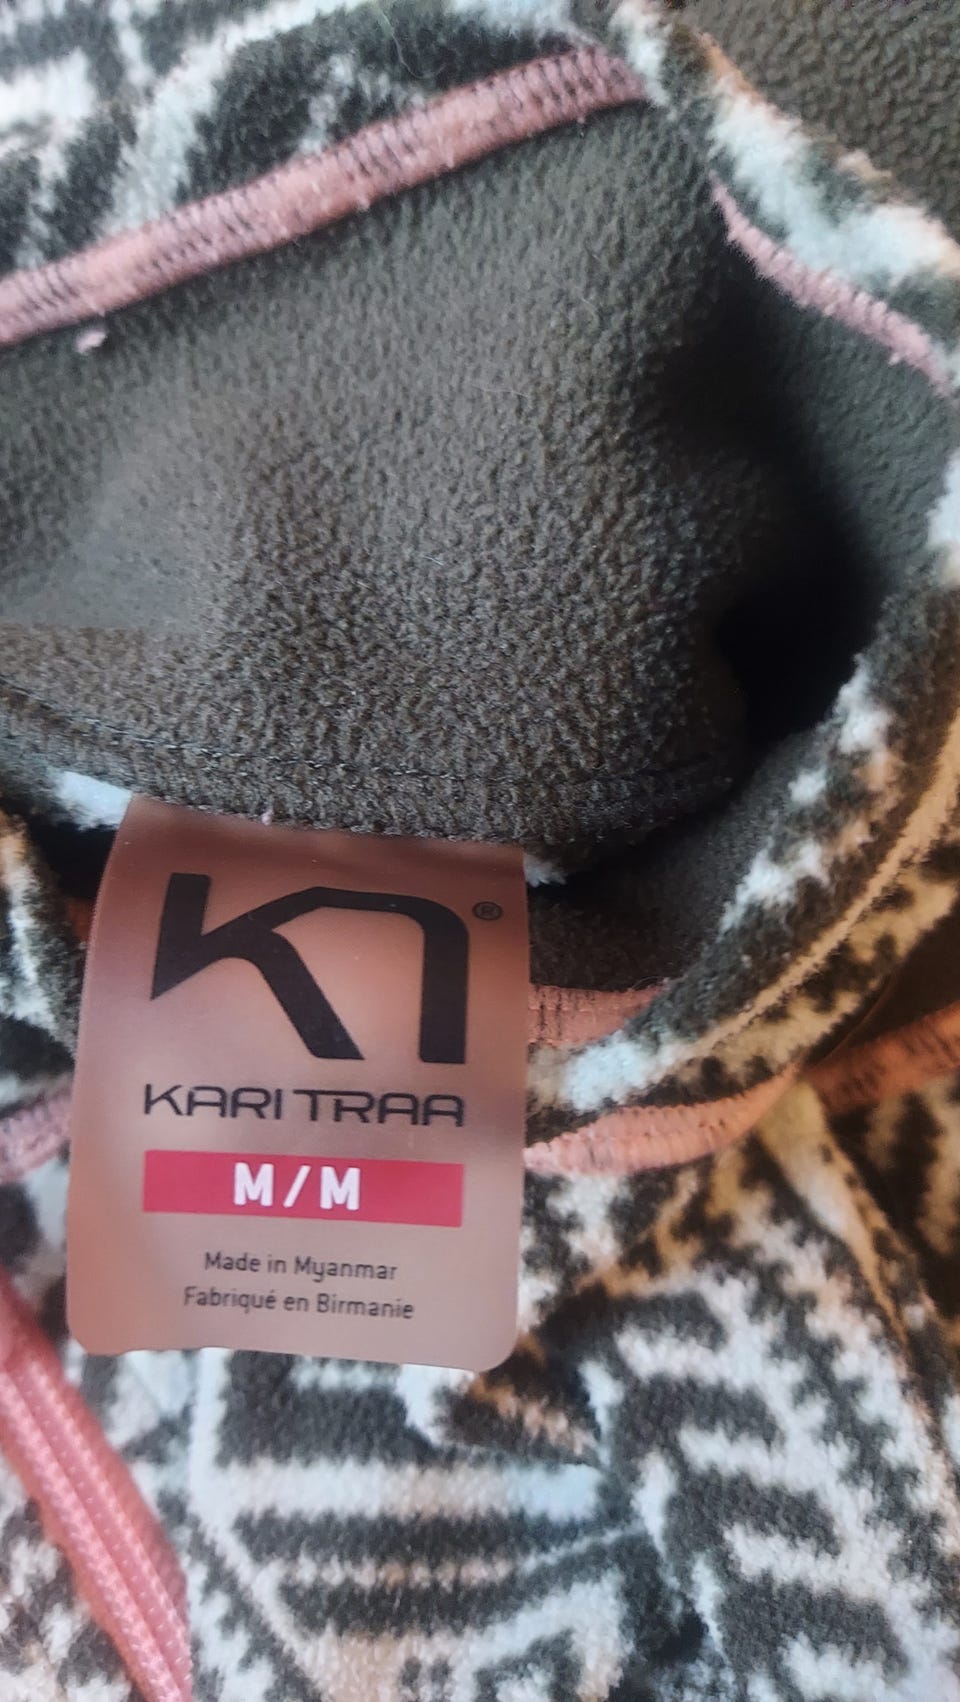 ®
KARI TRAA
M/M
Made in Myanmar
Fabriqué en Birmanie